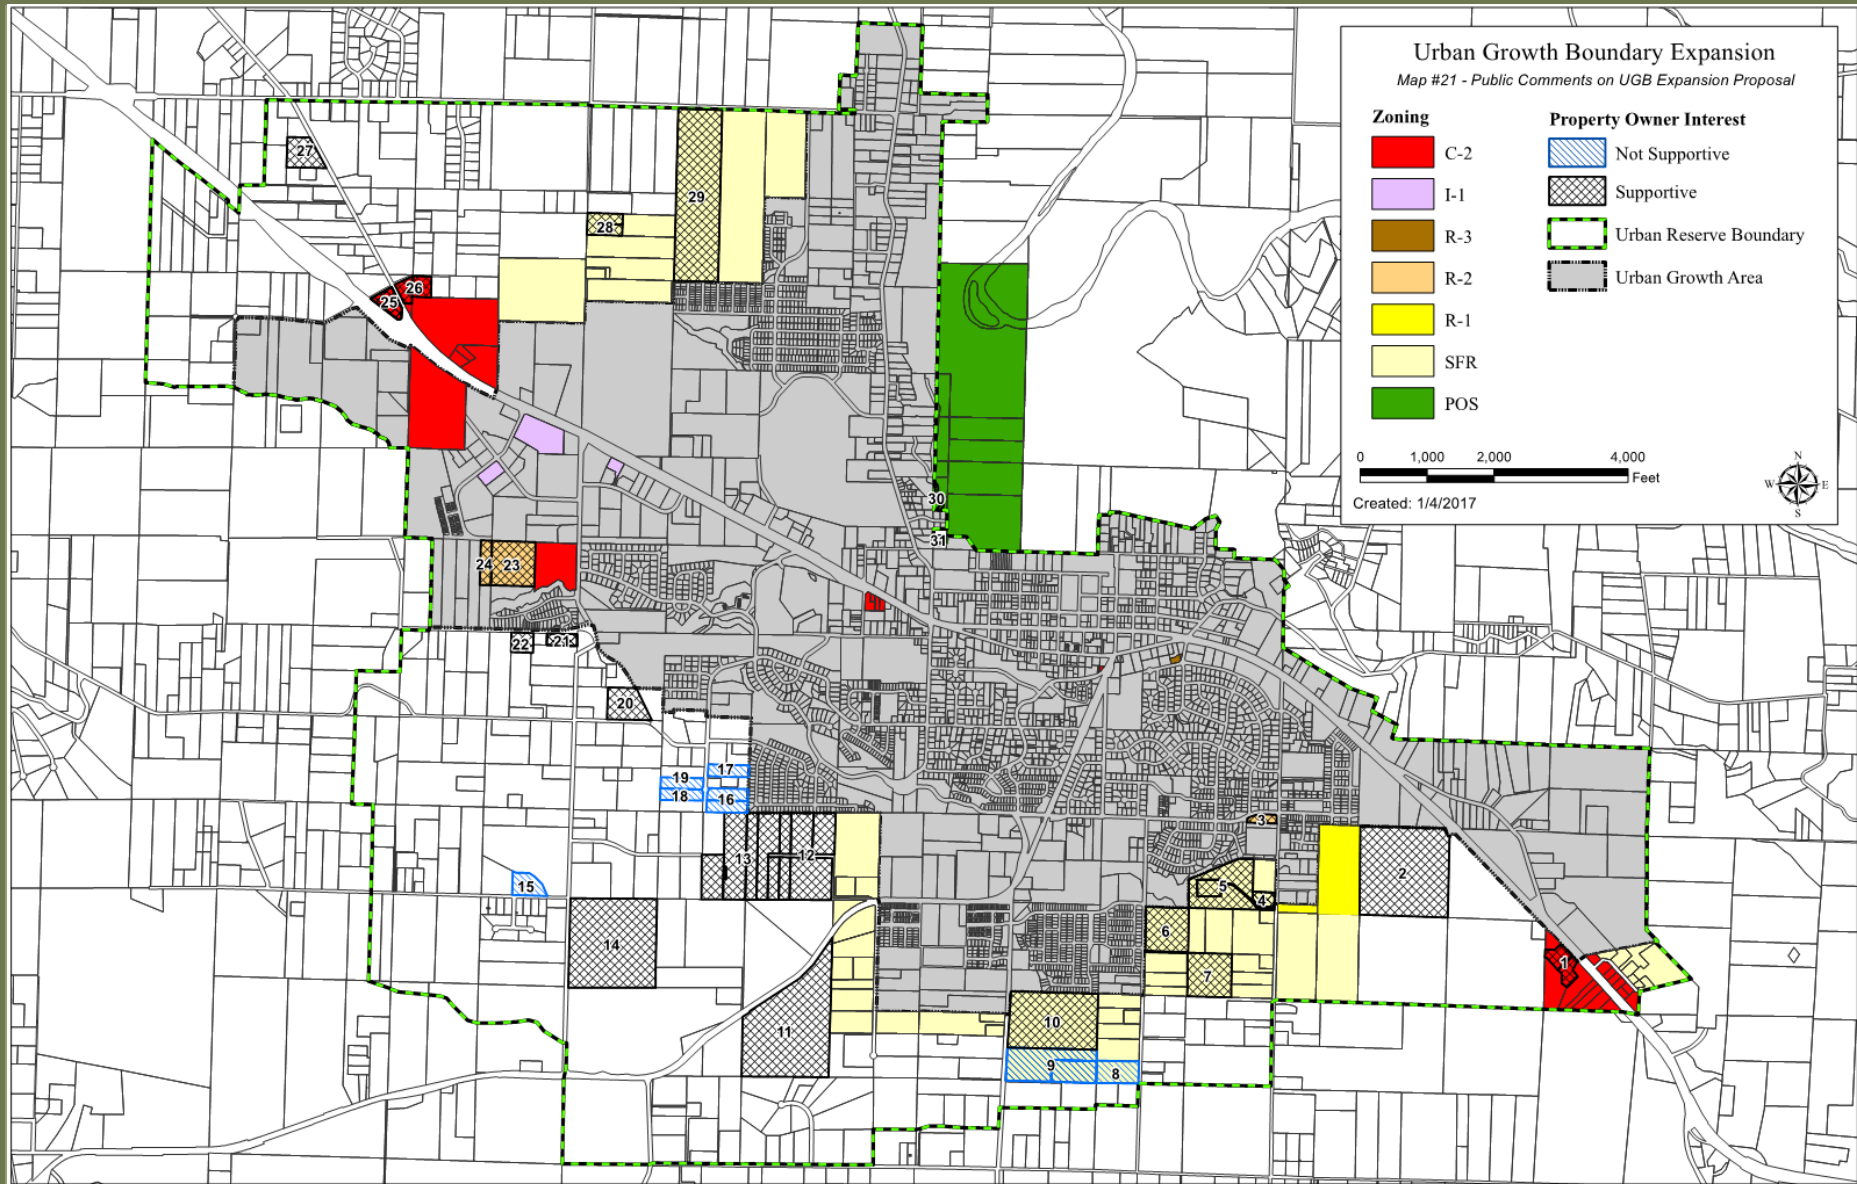 Urban Growth Boundary Expansion
Map #21 - Public Comments on UGB Expansion Proposal
Zoning
C-2
I-1
R-3
R-2
R-1
SFR
POS
Property Owner Interest
Not Supportive
Supportive
Urban Reserve Boundary
Urban Growth Area
0 1,000 2,000 4,000
Feet
Created: 1/4/2017
N
W E
S
27
29
28
26
25
30
31
24 23
22 21
20
17
19
18 16
3
13 12
2
15
5
4
14
6
7
1
11
10
9
8